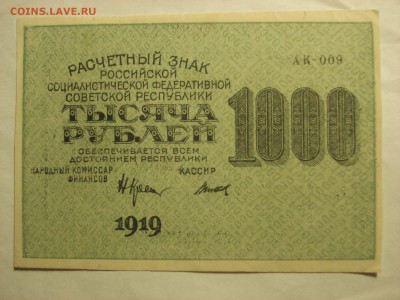 COINS.LAVE.RU
РАСЧЕТНЫЙ ЗНАК
РОССИЙСКОЙ
СОЦИАЛИСТИЧЕСКОЙ ФЕДЕРАТИВНОЙ
СОВЕТСКОЙ РЕСПУБЛИКИ
ТЫСЯЧА
РУБЛЕЙ
ОБЕСПЕЧИВАЕТСЯ ВСЕМ
ДОСТОЯНИЕМ РЕСПУБЛИКИ
НАРОДНЫЙ КОМИССАР
ФИНАНСОВ
КАССИР
1919
АК-009
1000